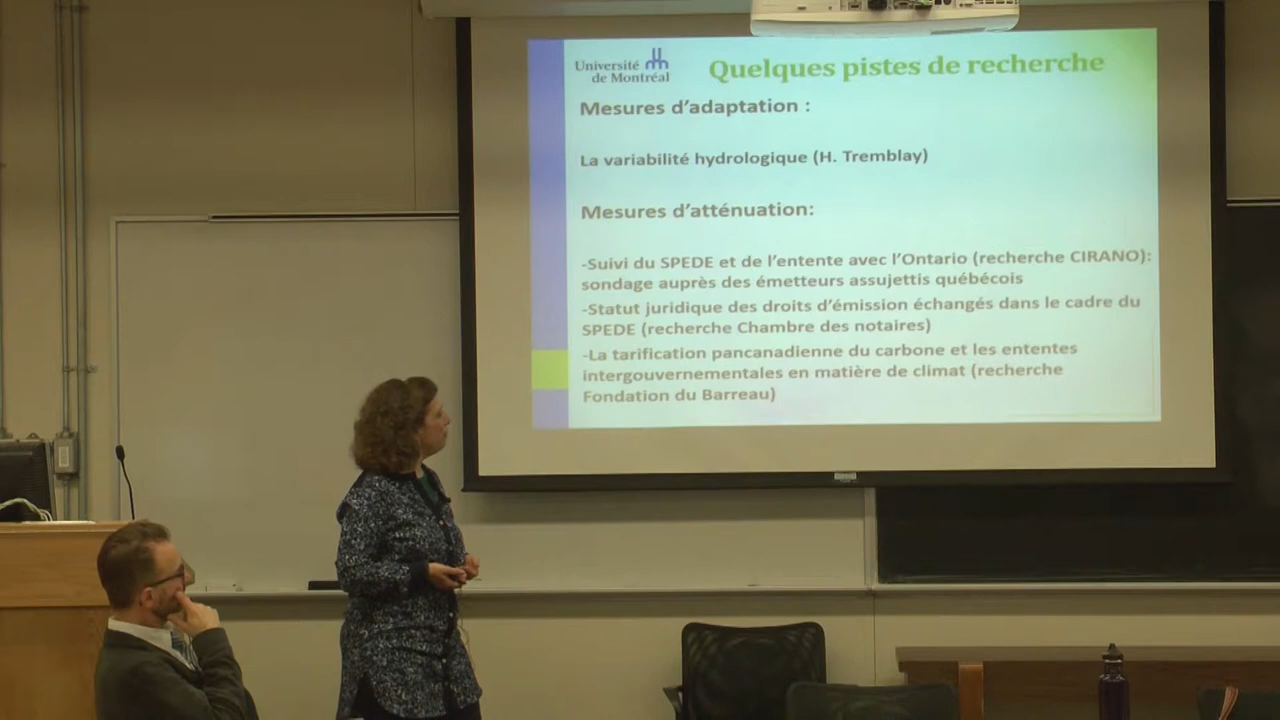 Université
de Montréal
Quelques pistes de recherche
Mesures d'adaptation :
La variabilité hydrologique (H. Tremblay)
Mesures d'atténuation:
-Suivi du SPEDE et de l'entente avec l'Ontario (recherche CIRANO):
sondage auprès des émetteurs assujettis québécois
-Statut juridique des droits d'émission échangés dans le cadre du
SPEDE (recherche Chambre des notaires)
-La tarification pancanadienne du carbone et les ententes
intergouvernementales en matière de climat (recherche
Fondation du Barreau)